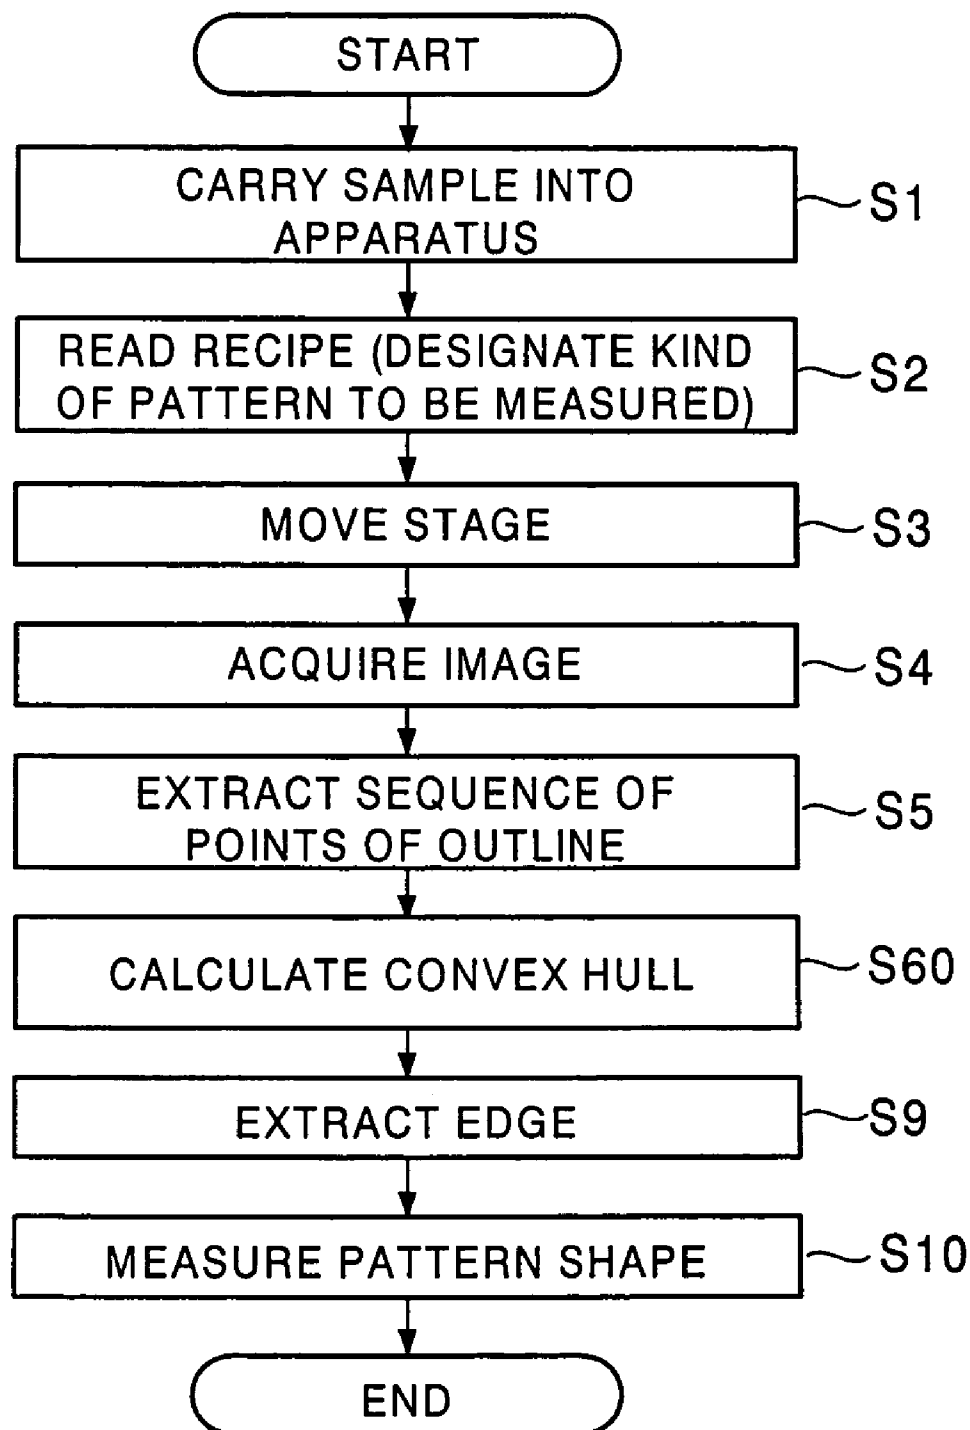 START
CARRY SAMPLE INTO
APPARATUS
S1
READ RECIPE (DESIGNATE KIND
OF PATTERN TO BE MEASURED)
S2
MOVE STAGE
S3
ACQUIRE IMAGE
S4
EXTRACT SEQUENCE OF
POINTS OF OUTLINE
S5
CALCULATE CONVEX HULL
S60
EXTRACT EDGE
S9
MEASURE PATTERN SHAPE
S10
END